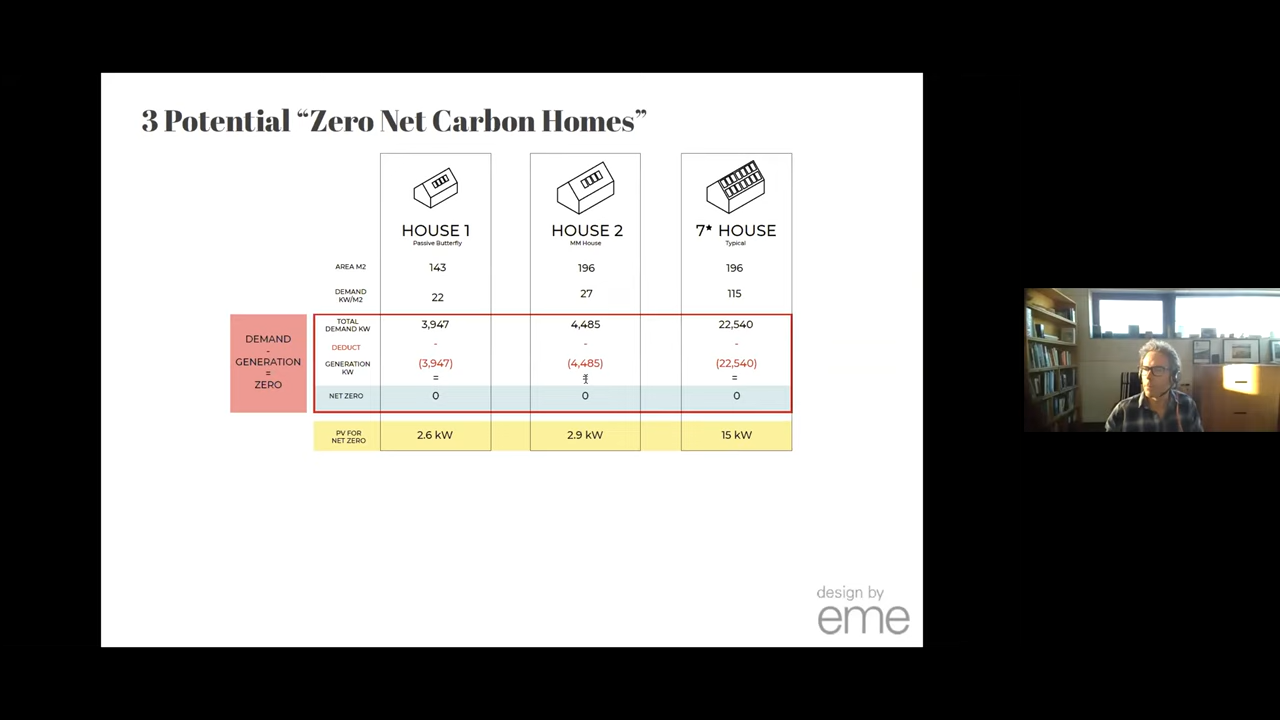 3 Potential “Zero Net Carbon Homes”
HOUSE 1
Passive Butterfly
HOUSE 2
MM House
7* HOUSE
Typical
AREA M2
143
196
196
DEMAND
KW/M2
22
27
115
DEMAND
-
GENERATION
=
ZERO
TOTAL
DEMAND KW
3,947
4,485
22,540
DEDUCT
-
-
-
GENERATION
KW
(3,947)
(4,485)
(22,540)
=
=
=
NET ZERO
0
0
0
PV FOR
NET ZERO
2.6 kW
2.9 kW
15 kW
design by
eme